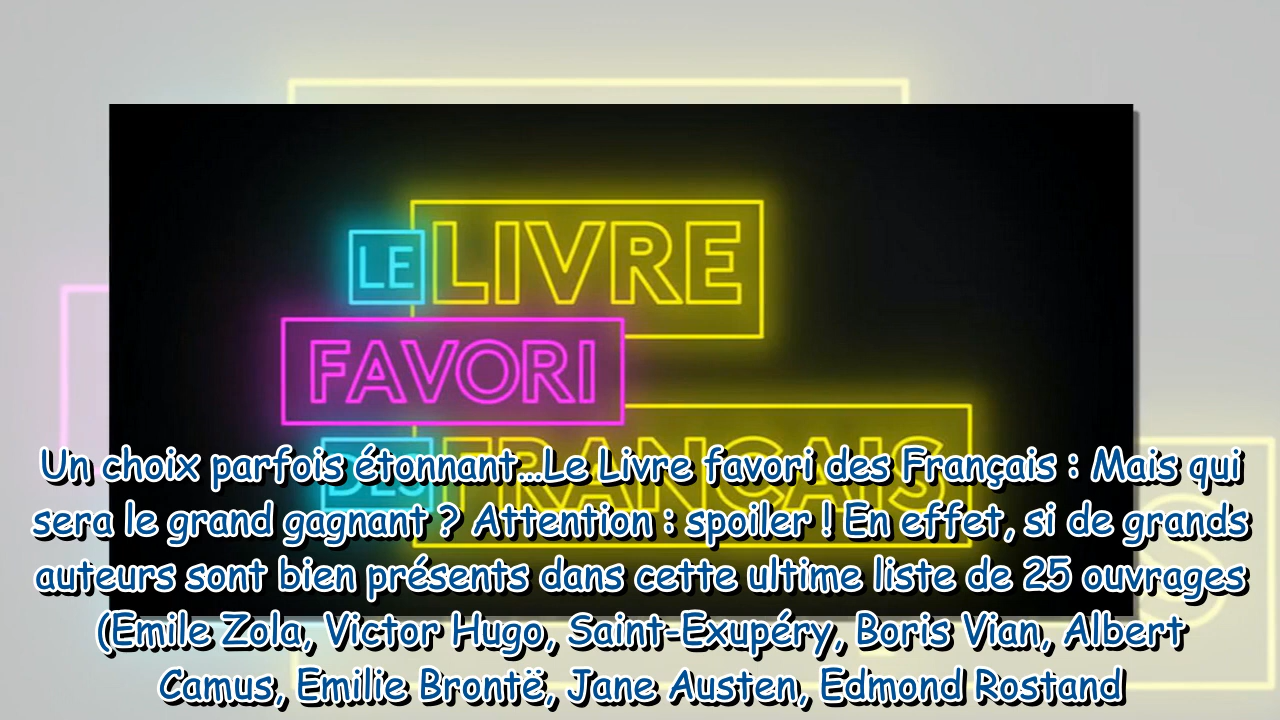 LE LIVRE
FAVORI
DES FRANÇAIS
Un choix parfois étonnant...Le Livre favori des Français : Mais qui
sera le grand gagnant ? Attention : spoiler ! En effet, si de grands
auteurs sont bien présents dans cette ultime liste de 25 ouvrages
(Emile Zola, Victor Hugo, Saint-Exupéry, Boris Vian, Albert
Camus, Emilie Brontë, Jane Austen, Edmond Rostand
S